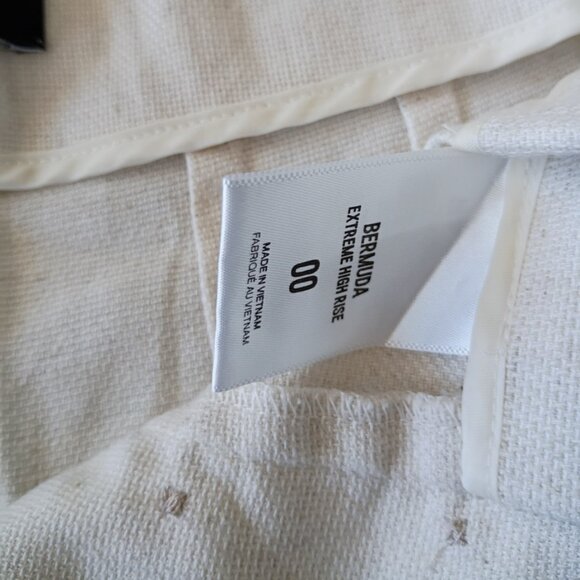 BERMUDA
EXTREME HIGH RISE
00
MADE IN VIETNAM
FABRIQUÉ AU VIETNAM